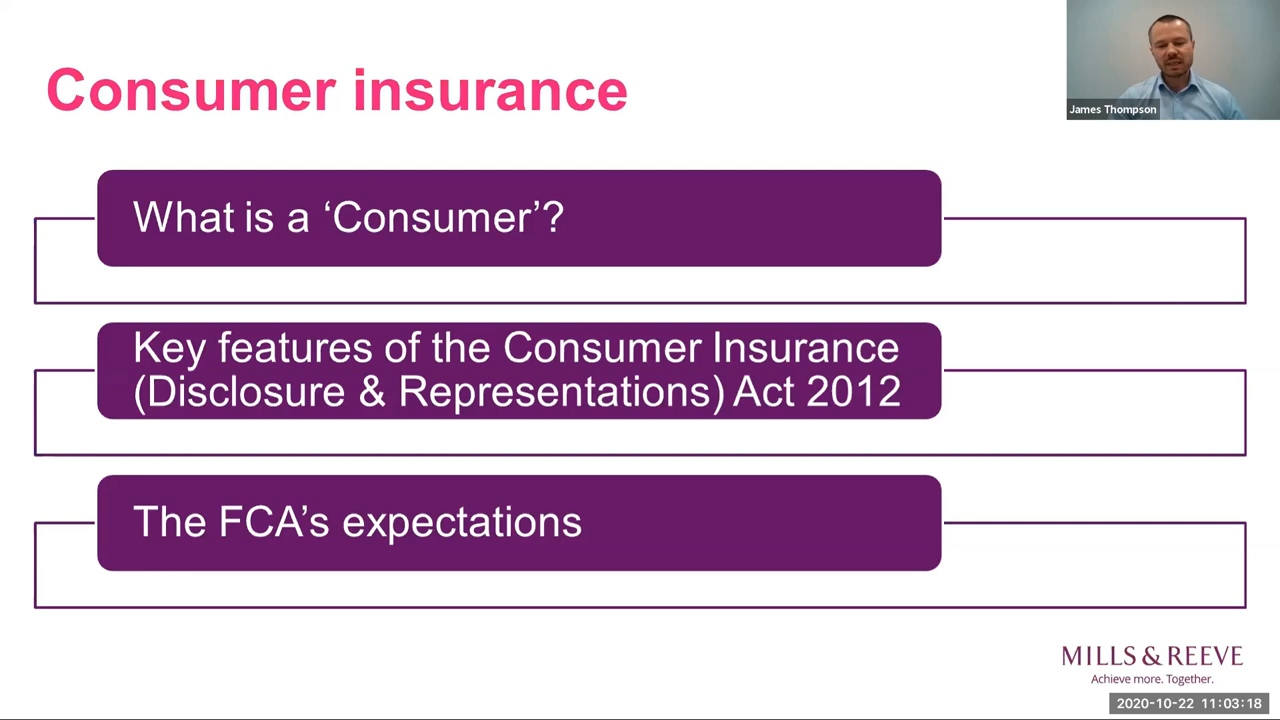 Consumer insurance
James Thompson
What is a ‘Consumer’?
Key features of the Consumer Insurance
(Disclosure & Representations) Act 2012
The FCA’s expectations
MILLS & REEVE
Achieve more. Together.
2020-10-22 11:03:18